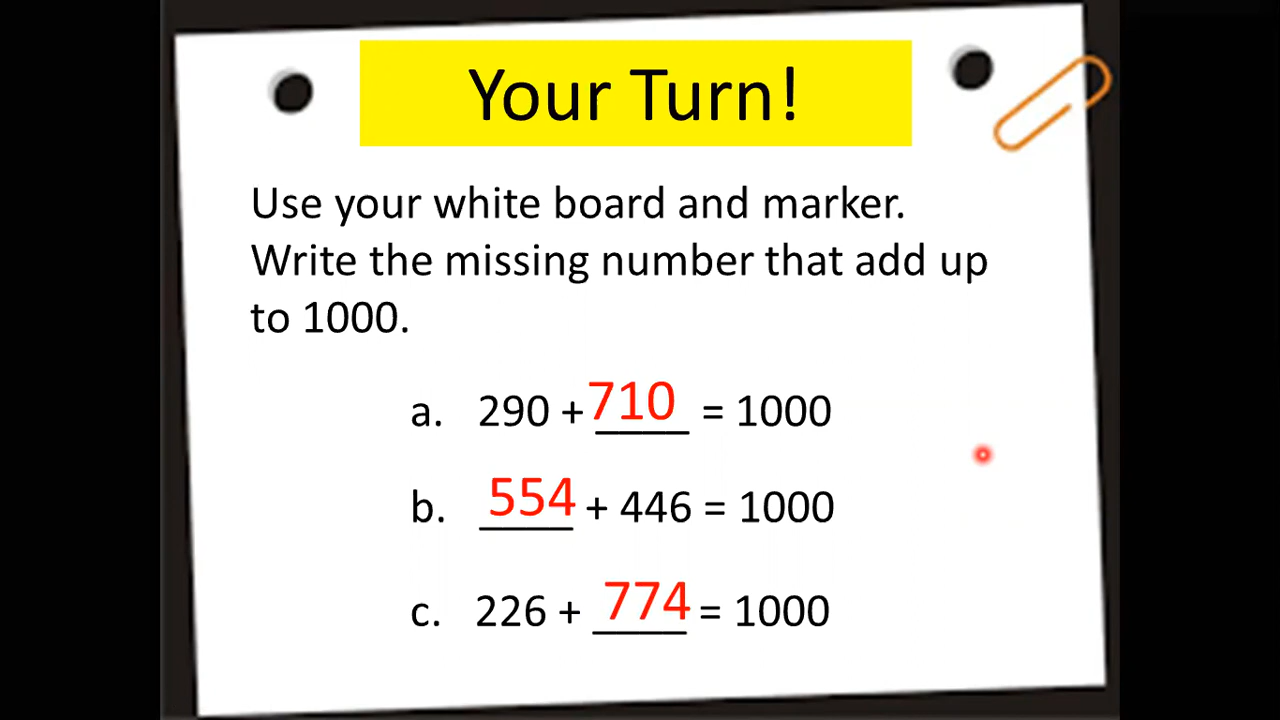 Your Turn!
Use your white board and marker.
Write the missing number that add up
to 1000.
a. 290 + 710 = 1000
b. 554 + 446 = 1000
c. 226 + 774 = 1000